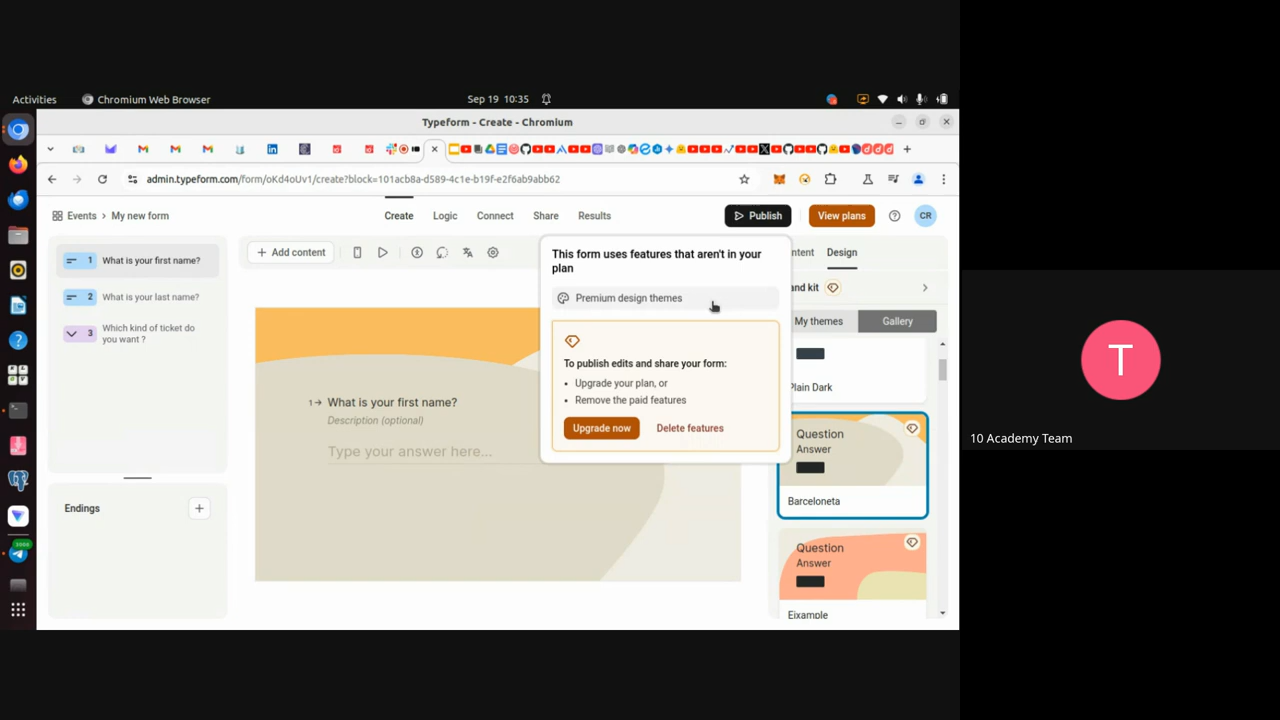 Activities
Chromium Web Browser
Sep 19 10:35
Typeform - Create - Chromium
admin.typeform.com/form/oKd4oUv1/create?block=101acb8a-d589-4c1e-b19f-e2f6ab9abb62
Events > My new form
Create
Logic
Connect
Share
Results
Publish
View plans
CR
1 What is your first name?
2 What is your last name?
3 Which kind of ticket do
you want ?
Endings
+ Add content
1 → What is your first name?
Description (optional)
Type your answer here...
This form uses features that aren't in your
plan
Premium design themes
To publish edits and share your form:
• Upgrade your plan, or
• Remove the paid features
Upgrade now
Delete features
Design
My themes
Gallery
Plain Dark
Question
Answer
Barceloneta
Question
Answer
Eixample
T
10 Academy Team